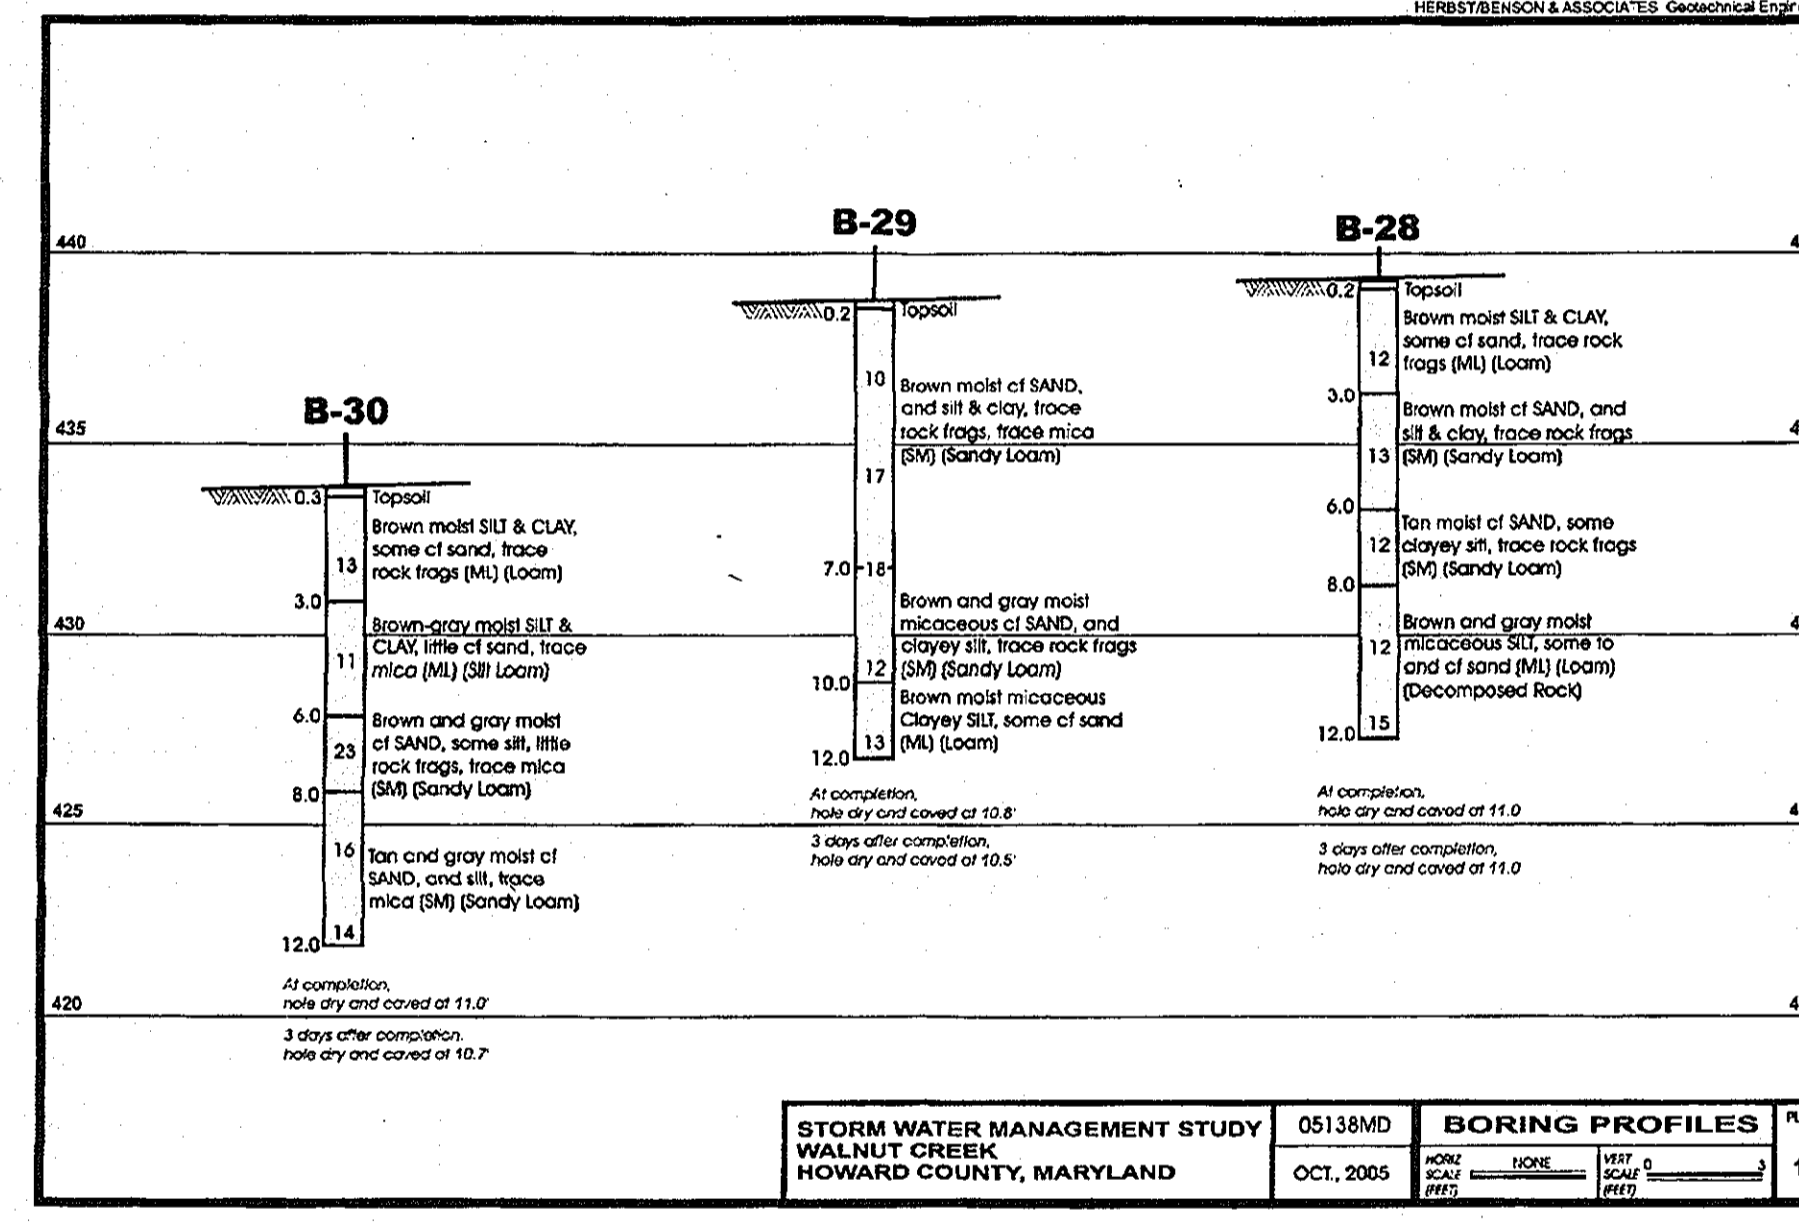 HERBST/BENSON & ASSOCIATES Geotechnical
440
435
430
425
420
B-30
0.3
Topsoil
Brown moist SILT & CLAY,
some cf sand, trace
rock frags (ML) (Loam)
13
3.0
Brown-gray moist SILT &
CLAY, little cf sand, trace
mica (ML) (Silt Loam)
11
6.0
Brown and gray moist
cf SAND, some silt, little
rock frags, trace mica
(SM) (Sandy Loam)
23
8.0
16
Tan and gray moist cf
SAND, and silt, trace
mica (SM) (Sandy Loam)
14
12.0
At completion,
hole dry and caved at 11.0'
3 days after completion,
hole dry and caved at 10.7'
B-29
0.2
Topsoil
10
Brown moist cf SAND,
and silt & clay, trace
rock frags, trace mica
(SM) (Sandy Loam)
17
7.0
18
Brown and gray moist
micaceous cf SAND, and
clayey silt, trace rock frags
(SM) (Sandy Loam)
12
10.0
Brown moist micaceous
Clayey SILT, some cf sand
(ML) (Loam)
13
12.0
At completion,
hole dry and caved at 10.8'
3 days after completion,
hole dry and caved at 10.5'
B-28
0.2
Topsoil
Brown moist SILT & CLAY,
some cf sand, trace rock
frags (ML) (Loam)
12
3.0
Brown moist cf SAND, and
silt & clay, trace rock frags
(SM) (Sandy Loam)
13
6.0
Tan moist cf SAND, some
clayey silt, trace rock frags
(SM) (Sandy Loam)
12
8.0
Brown and gray moist
micaceous SILT, some to
and cf sand (ML) (Loam)
(Decomposed Rock)
12
15
12.0
At completion,
hole dry and caved at 11.0
3 days after completion,
hole dry and caved at 11.0
STORM WATER MANAGEMENT STUDY
WALNUT CREEK
HOWARD COUNTY, MARYLAND
05138MD
OCT., 2005
BORING PROFILES
HORIZ SCALE (FEET)
NONE
VERT SCALE (FEET)
0 3